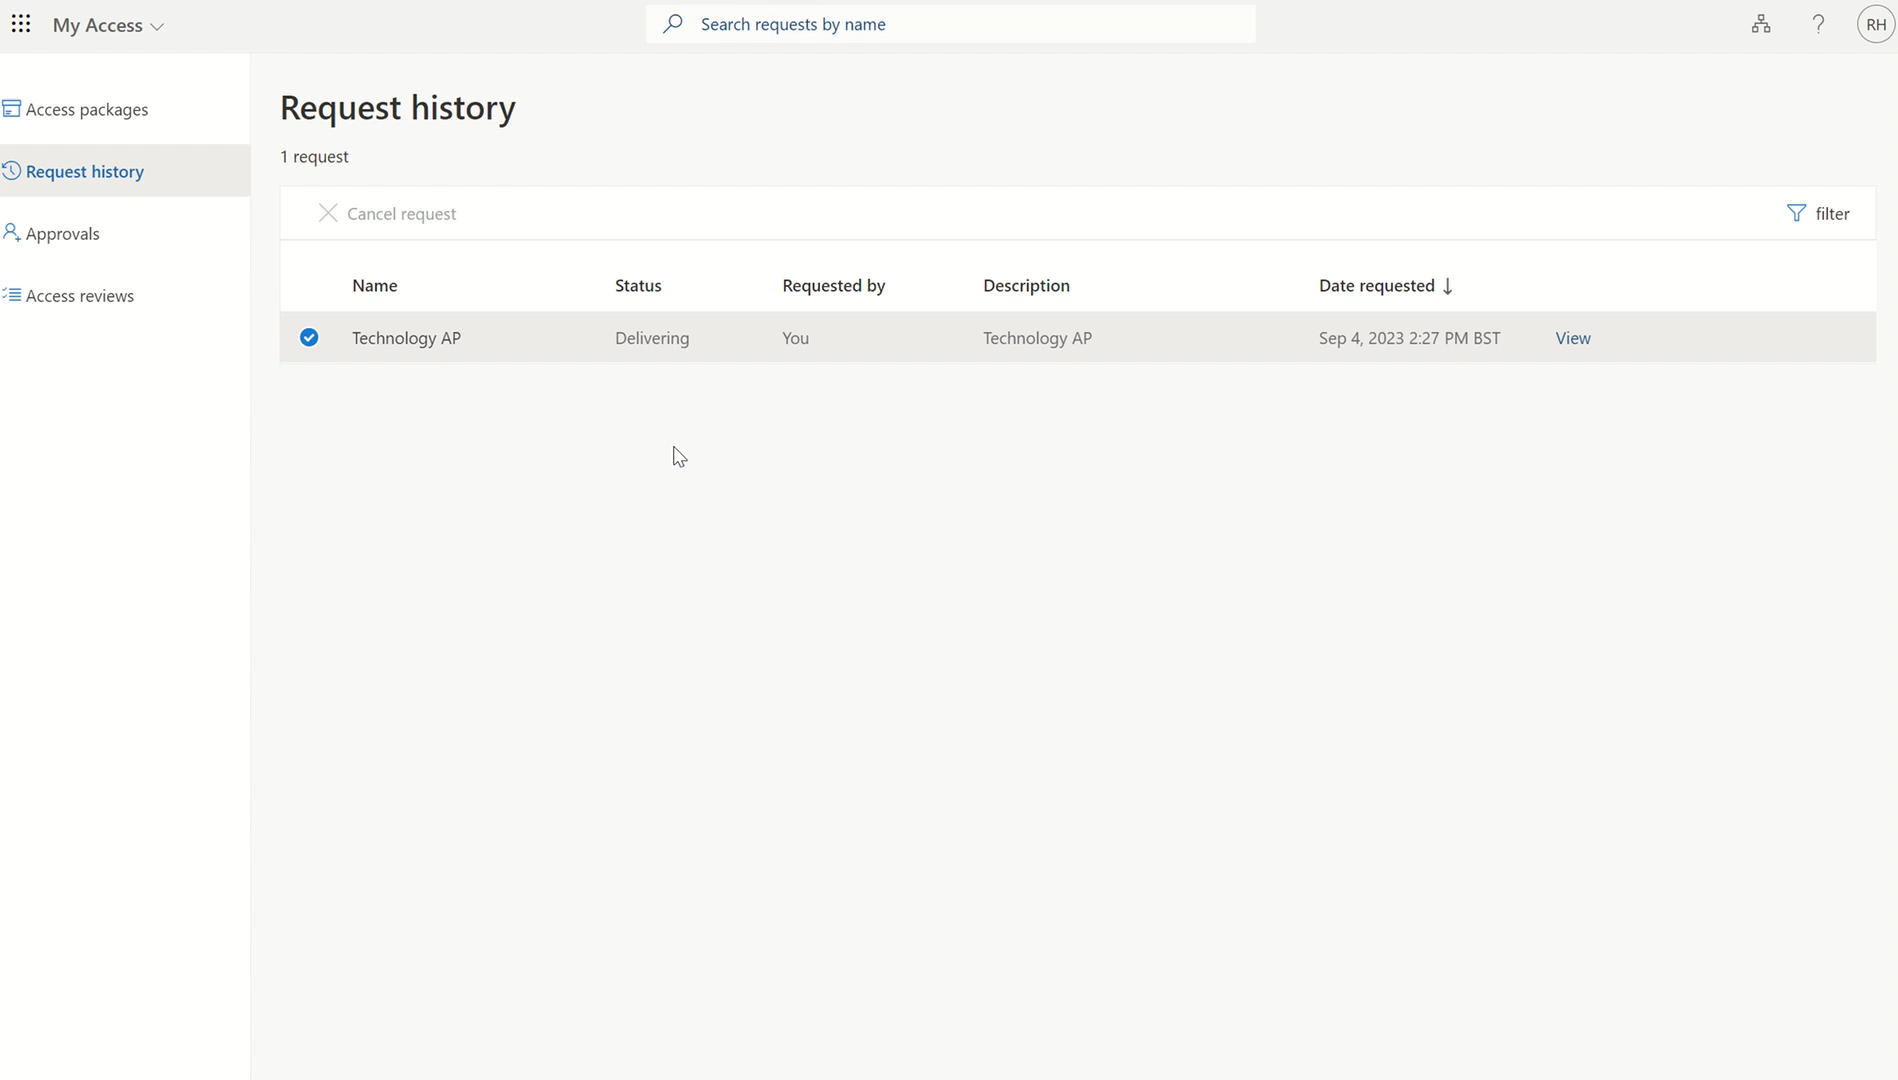 My Access
Search requests by name
RH
Access packages
Request history
Approvals
Access reviews
Request history
1 request
Cancel request
filter
Name Status Requested by Description Date requested
Technology AP Delivering You Technology AP Sep 4, 2023 2:27 PM BST View